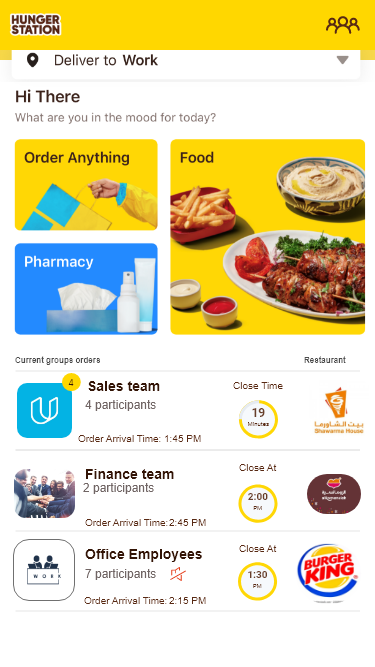 HUNGER
STATION
Deliver to Work
Hi There
What are you in the mood for today?
Order Anything
Food
Pharmacy
Current groups orders
Restaurant
4
Sales team
4 participants
Order Arrival Time: 1:45 PM
Close Time
19
Minutes
بيت الشاورما
Shawarma House
Finance team
2 participants
Order Arrival Time: 2:45 PM
Close At
2:00
PM
WORK
Office Employees
7 participants
Order Arrival Time: 2:15 PM
Close At
1:30
PM
BURGER
KING